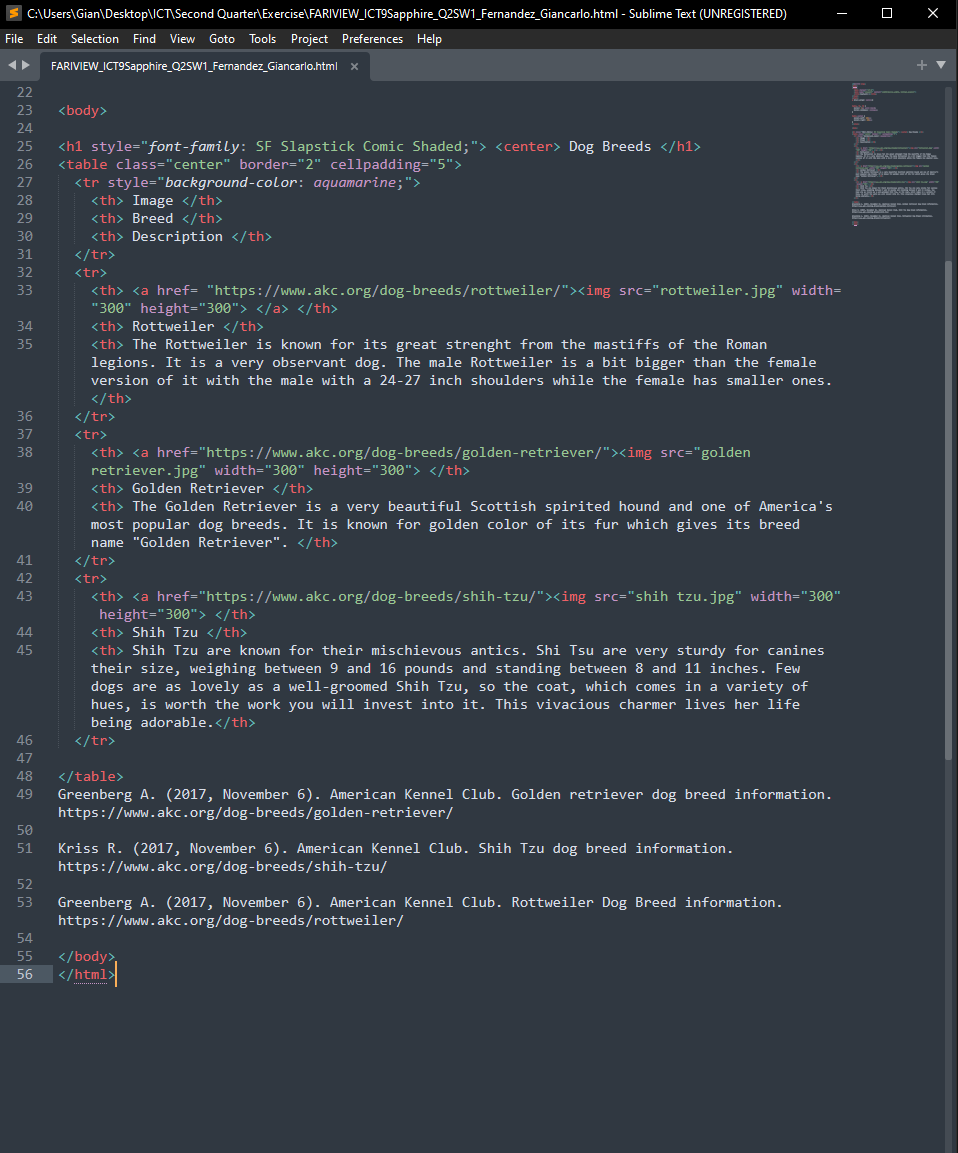 C:\Users\Gian\Desktop\ICT\Second Quarter\Exercise\FARIVIEW_ICT9Sapphire_Q2SW1_Fernandez_Giancarlo.html - Sublime Text (UNREGISTERED)
File Edit Selection Find View Goto Tools Project Preferences Help
FARIVIEW_ICT9Sapphire_Q2SW1_Fernandez_Giancarlo.html
22
23 <body>
24
25 <h1 style="font-family: SF Slapstick Comic Shaded;"> <center> Dog Breeds </h1>
26 <table class="center" border="2" cellpadding="5">
27 <tr style="background-color: aquamarine;">
28 <th> Image </th>
29 <th> Breed </th>
30 <th> Description </th>
31 </tr>
32 <tr>
33 <th> <a href= "https://www.akc.org/dog-breeds/rottweiler/"><img src="rottweiler.jpg" width=
"300" height="300"> </a> </th>
34 <th> Rottweiler </th>
35 <th> The Rottweiler is known for its great strenght from the mastiffs of the Roman
legions. It is a very observant dog. The male Rottweiler is a bit bigger than the female
version of it with the male with a 24-27 inch shoulders while the female has smaller ones.
</th>
36 </tr>
37 <tr>
38 <th> <a href="https://www.akc.org/dog-breeds/golden-retriever/"><img src="golden
retriever.jpg" width="300" height="300"> </th>
39 <th> Golden Retriever </th>
40 <th> The Golden Retriever is a very beautiful Scottish spirited hound and one of America's
most popular dog breeds. It is known for golden color of its fur which gives its breed
name "Golden Retriever". </th>
41 </tr>
42 <tr>
43 <th> <a href="https://www.akc.org/dog-breeds/shih-tzu/"><img src="shih tzu.jpg" width="300"
height="300"> </th>
44 <th> Shih Tzu </th>
45 <th> Shih Tzu are known for their mischievous antics. Shi Tsu are very sturdy for canines
their size, weighing between 9 and 16 pounds and standing between 8 and 11 inches. Few
dogs are as lovely as a well-groomed Shih Tzu, so the coat, which comes in a variety of
hues, is worth the work you will invest into it. This vivacious charmer lives her life
being adorable.</th>
46 </tr>
47
48 </table>
49 Greenberg A. (2017, November 6). American Kennel Club. Golden retriever dog breed information.
https://www.akc.org/dog-breeds/golden-retriever/
50
51 Kriss R. (2017, November 6). American Kennel Club. Shih Tzu dog breed information.
https://www.akc.org/dog-breeds/shih-tzu/
52
53 Greenberg A. (2017, November 6). American Kennel Club. Rottweiler Dog Breed information.
https://www.akc.org/dog-breeds/rottweiler/
54
55 </body>
56 </html>